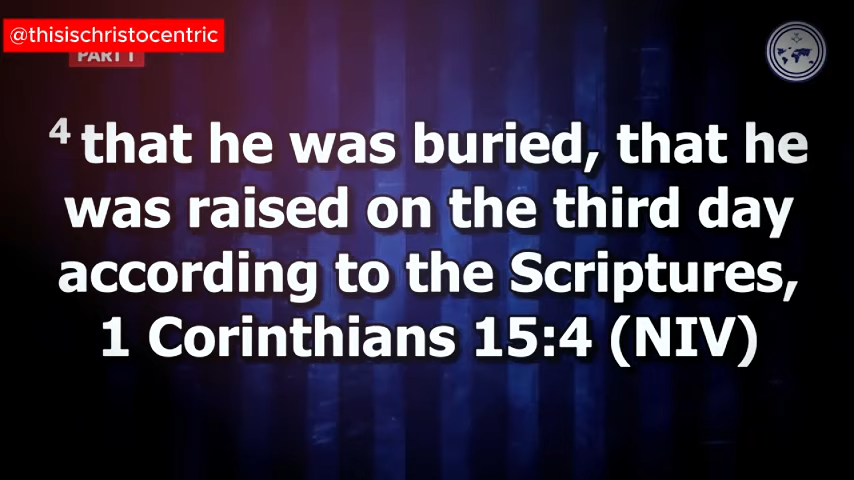 @thisischristocentric
PART 1
4 that he was buried, that he
was raised on the third day
according to the Scriptures,
1 Corinthians 15:4 (NIV)